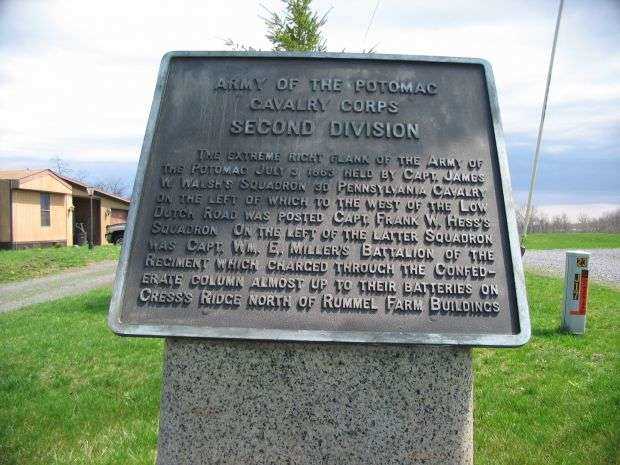 ARMY OF THE POTOMAC
CAVALRY CORPS
SECOND DIVISION
THE EXTREME RIGHT FLANK OF THE ARMY OF
THE POTOMAC JULY 3 1863 HELD BY CAPT. JAMES
W. WALSH'S SQUADRON 3D PENNSYLVANIA CAVALRY
ON THE LEFT OF WHICH TO THE WEST OF THE LOW
DUTCH ROAD WAS POSTED CAPT. FRANK W. HESS'S
SQUADRON. ON THE LEFT OF THE LATTER SQUADRON
WAS CAPT. WM. E. MILLER'S BATTALION OF THE
REGIMENT WHICH CHARGED THROUGH THE CONFED-
ERATE COLUMN ALMOST UP TO THEIR BATTERIES ON
CRESS'S RIDGE NORTH OF RUMMEL FARM BUILDINGS
23